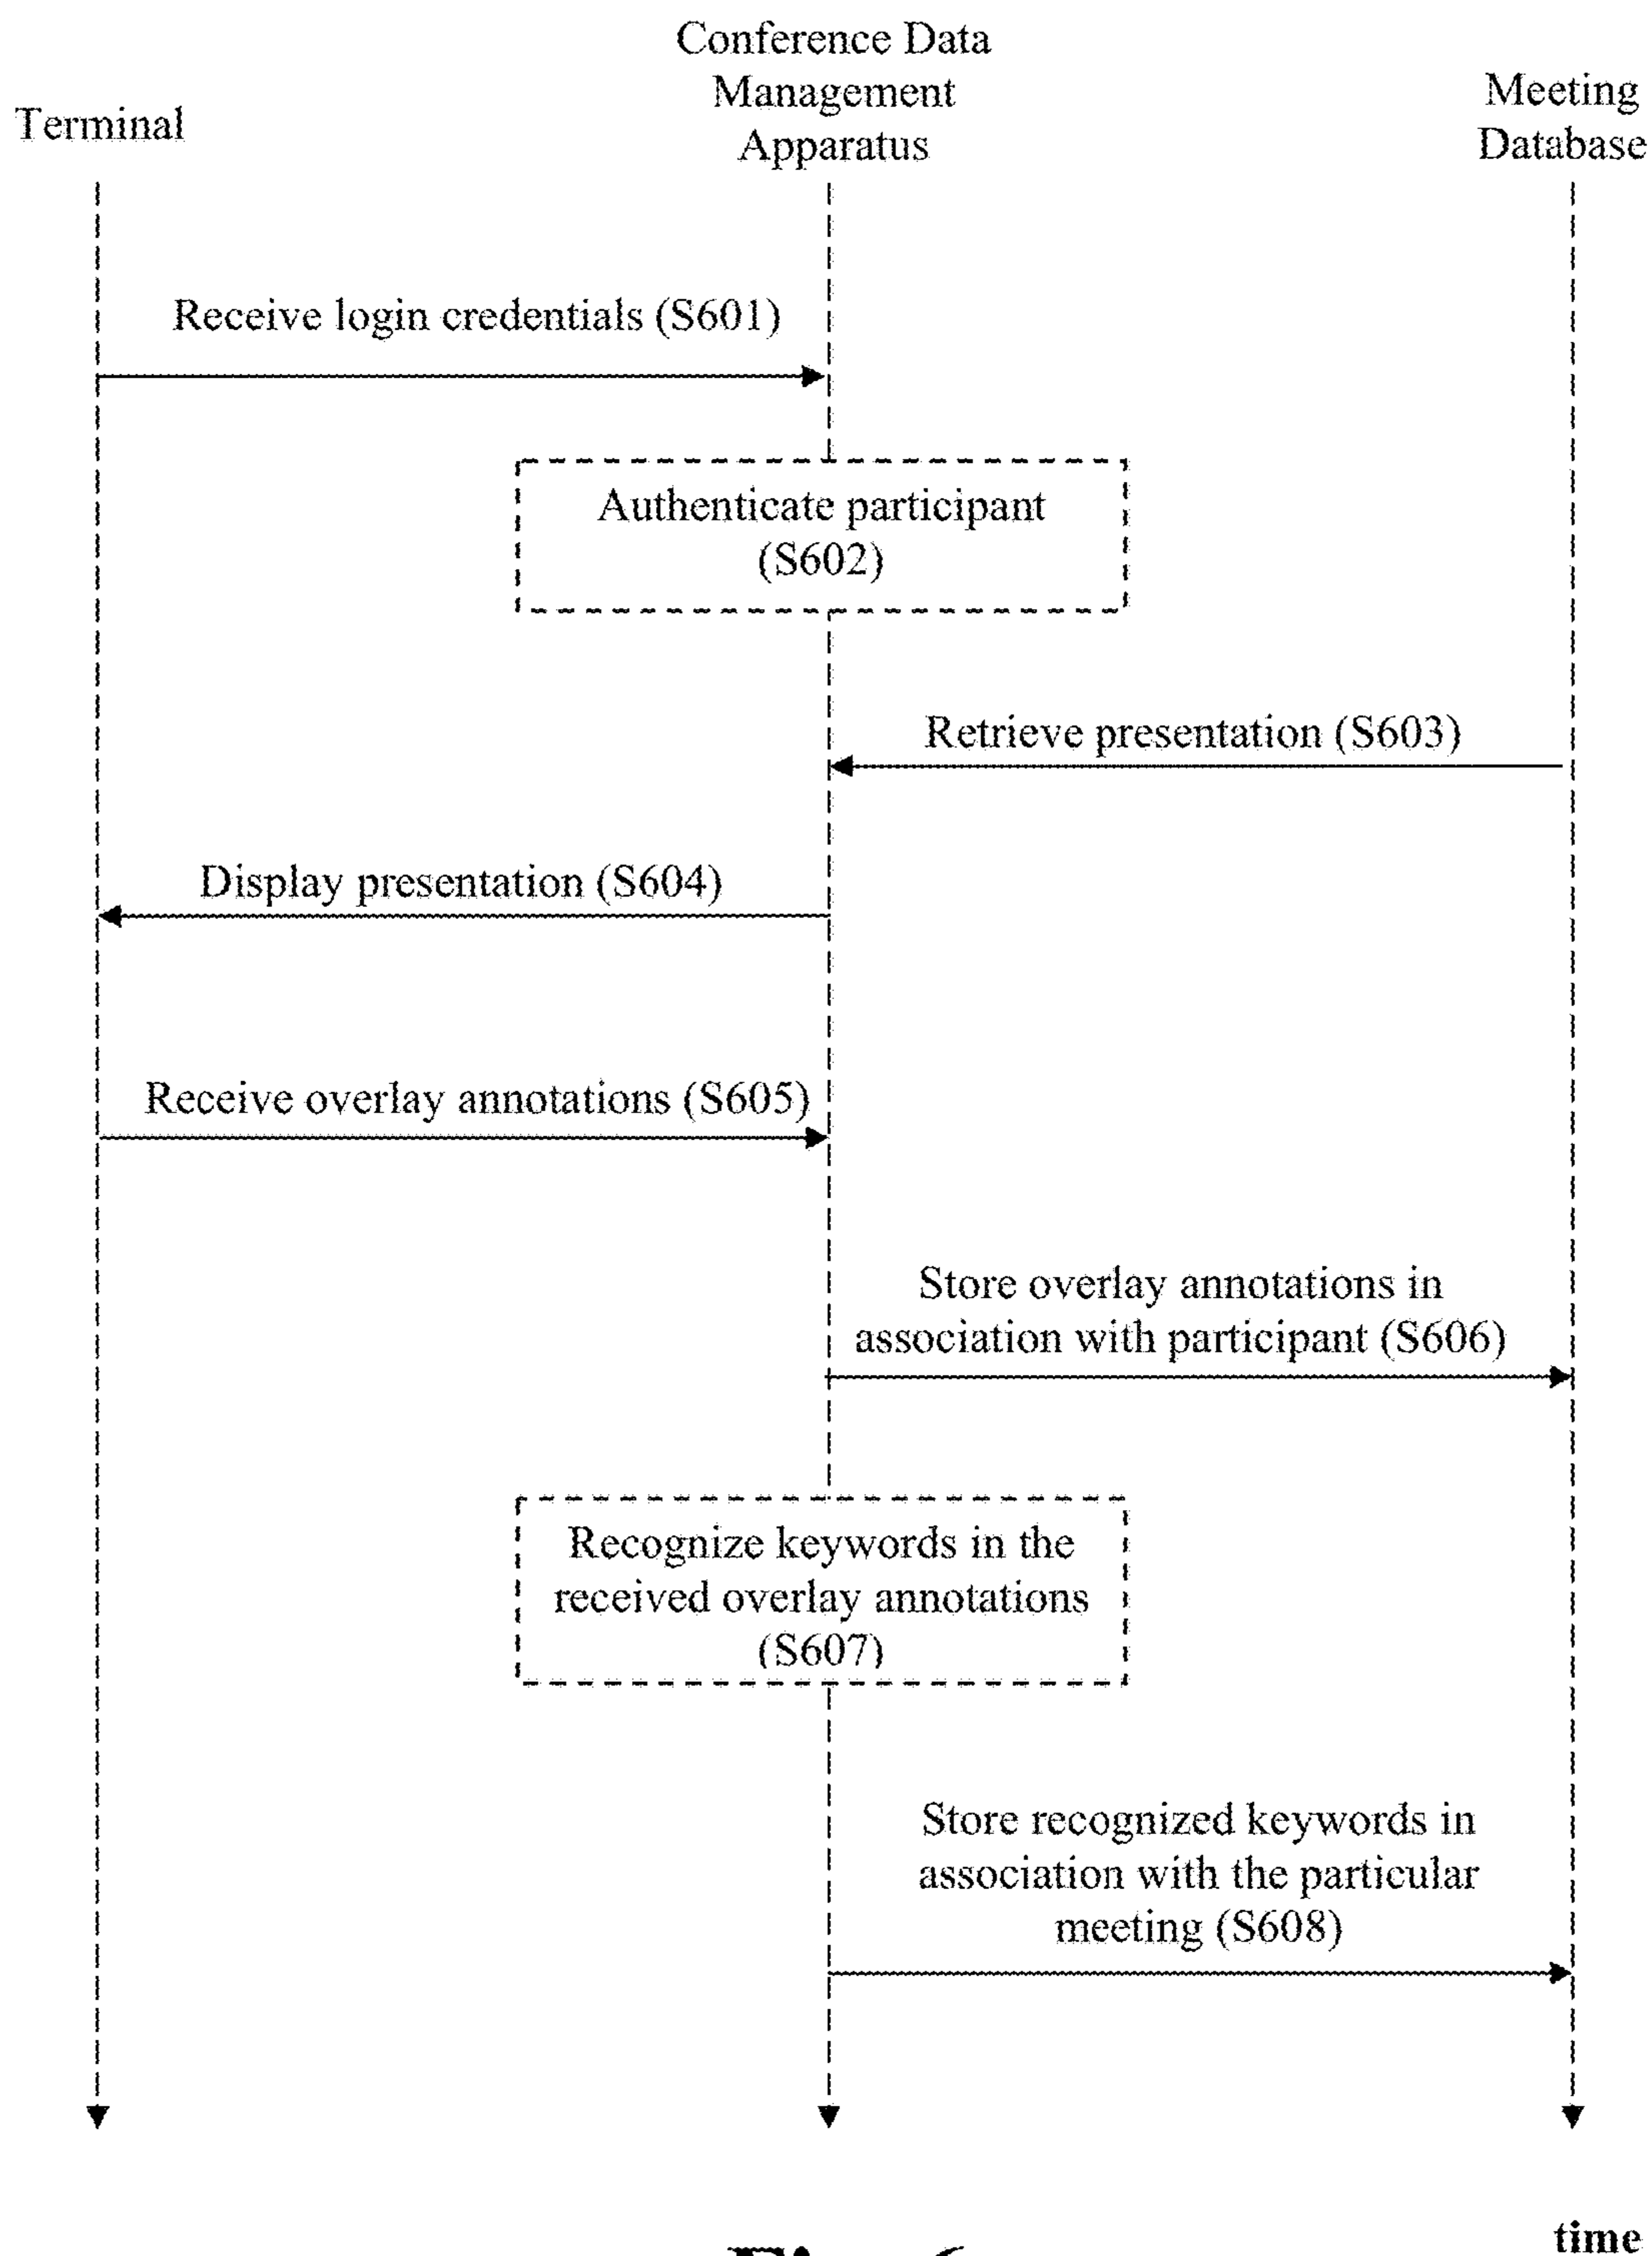 Conference Data
Management
Apparatus
Terminal
Meeting
Database
Receive login credentials (S601)
Authenticate participant
(S602)
Retrieve presentation (S603)
Display presentation (S604)
Receive overlay annotations (S605)
Store overlay annotations in
association with participant (S606)
Recognize keywords in the
received overlay annotations
(S607)
Store recognized keywords in
association with the particular
meeting (S608)
time